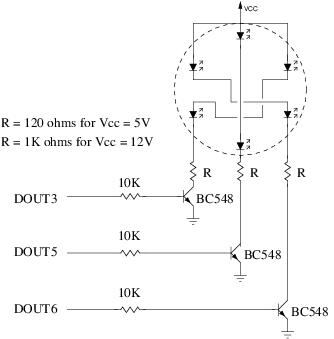 VCC
R = 120 ohms for Vcc = 5V
R = 1K ohms for Vcc = 12V
R R R
10K
DOUT3 BC548
10K
DOUT5 BC548
10K
DOUT6 BC548